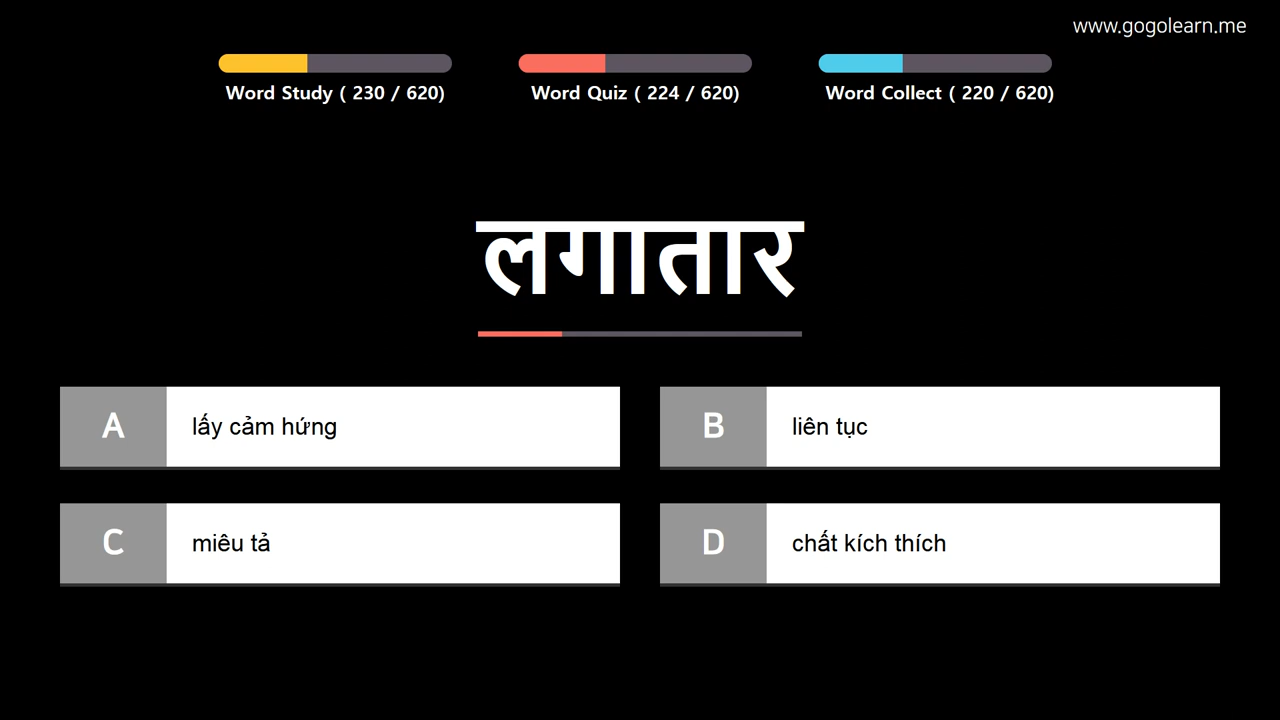 www.gogolearn.me
Word Study ( 230 / 620)
Word Quiz ( 224 / 620)
Word Collect ( 220 / 620)
लगातार
A
lấy cảm hứng
B
liên tục
C
miêu tả
D
chất kích thích